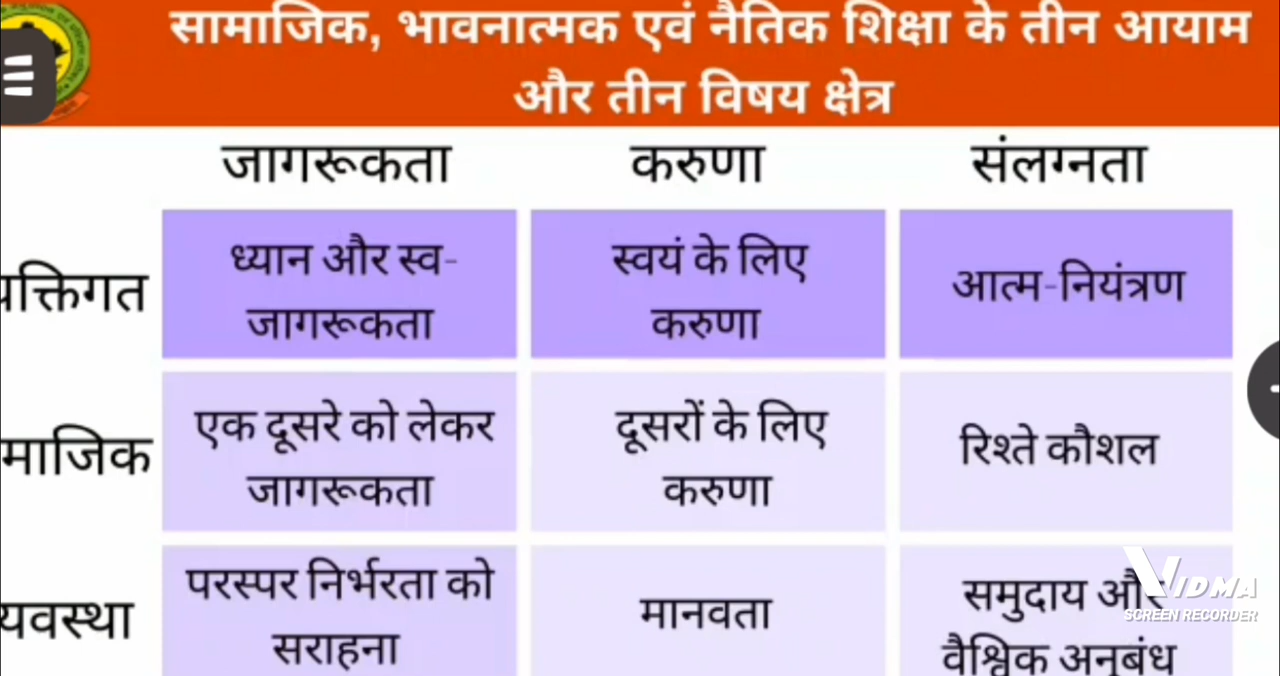 सामाजिक, भावनात्मक एवं नैतिक शिक्षा के तीन आयाम
और तीन विषय क्षेत्र
जागरूकता करुणा संलग्नता
ध्यान और स्व-
जागरूकता
स्वयं के लिए
करुणा
आत्म-नियंत्रण
एक दूसरे को लेकर
जागरूकता
दूसरों के लिए
करुणा
रिश्ते कौशल
परस्पर निर्भरता को
सराहना
मानवता
समुदाय और
वैश्विक अनुबंध
VIDMA
SCREEN RECORDER